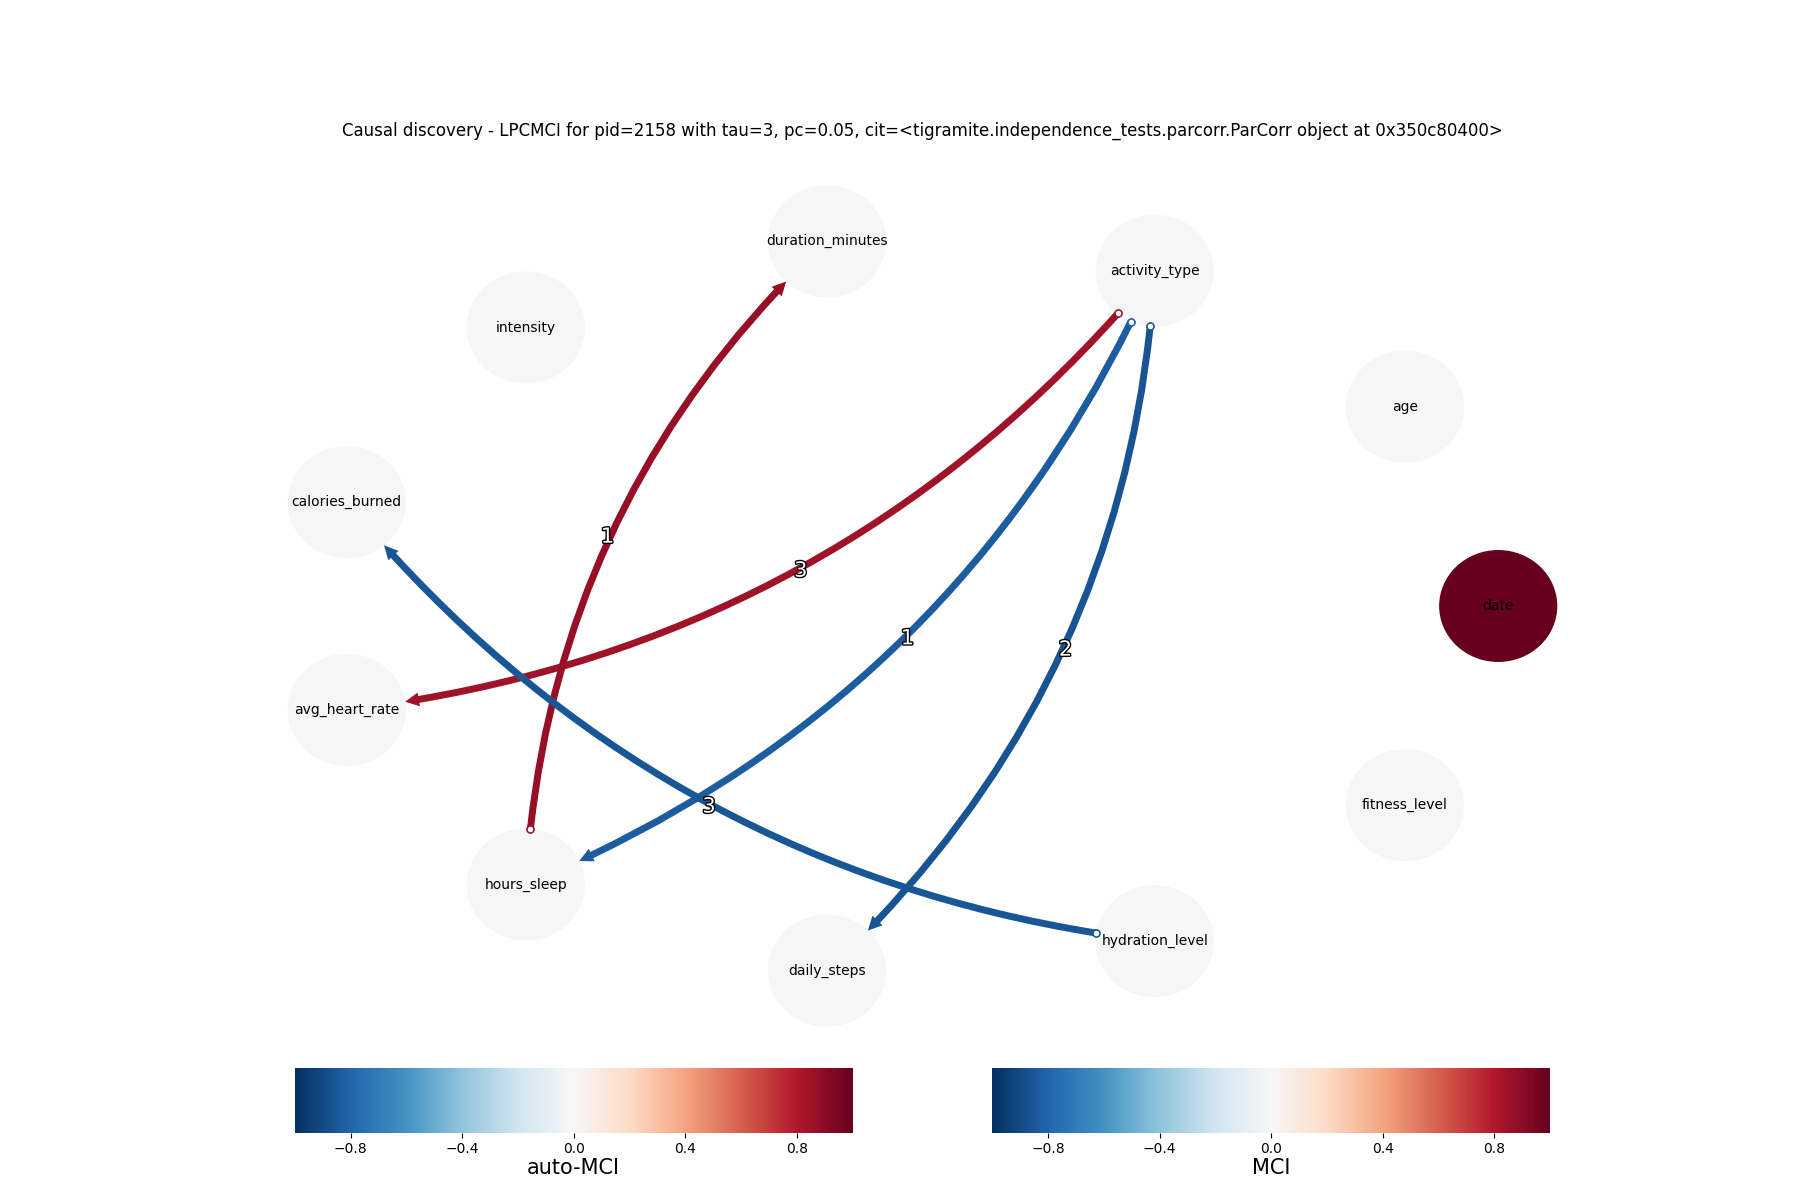 Causal discovery - LPCMCI for pid=2158 with tau=3, pc=0.05, cit=<tigramite.independence_tests.parcorr.ParCorr object at 0x350c80400>
duration_minutes
activity_type
intensity
age
calories_burned
1
3
date
1
2
avg_heart_rate
3
fitness_level
hours_sleep
hydration_level
daily_steps
−0.8 −0.4 0.0 0.4 0.8
auto-MCI
−0.8 −0.4 0.0 0.4 0.8
MCI